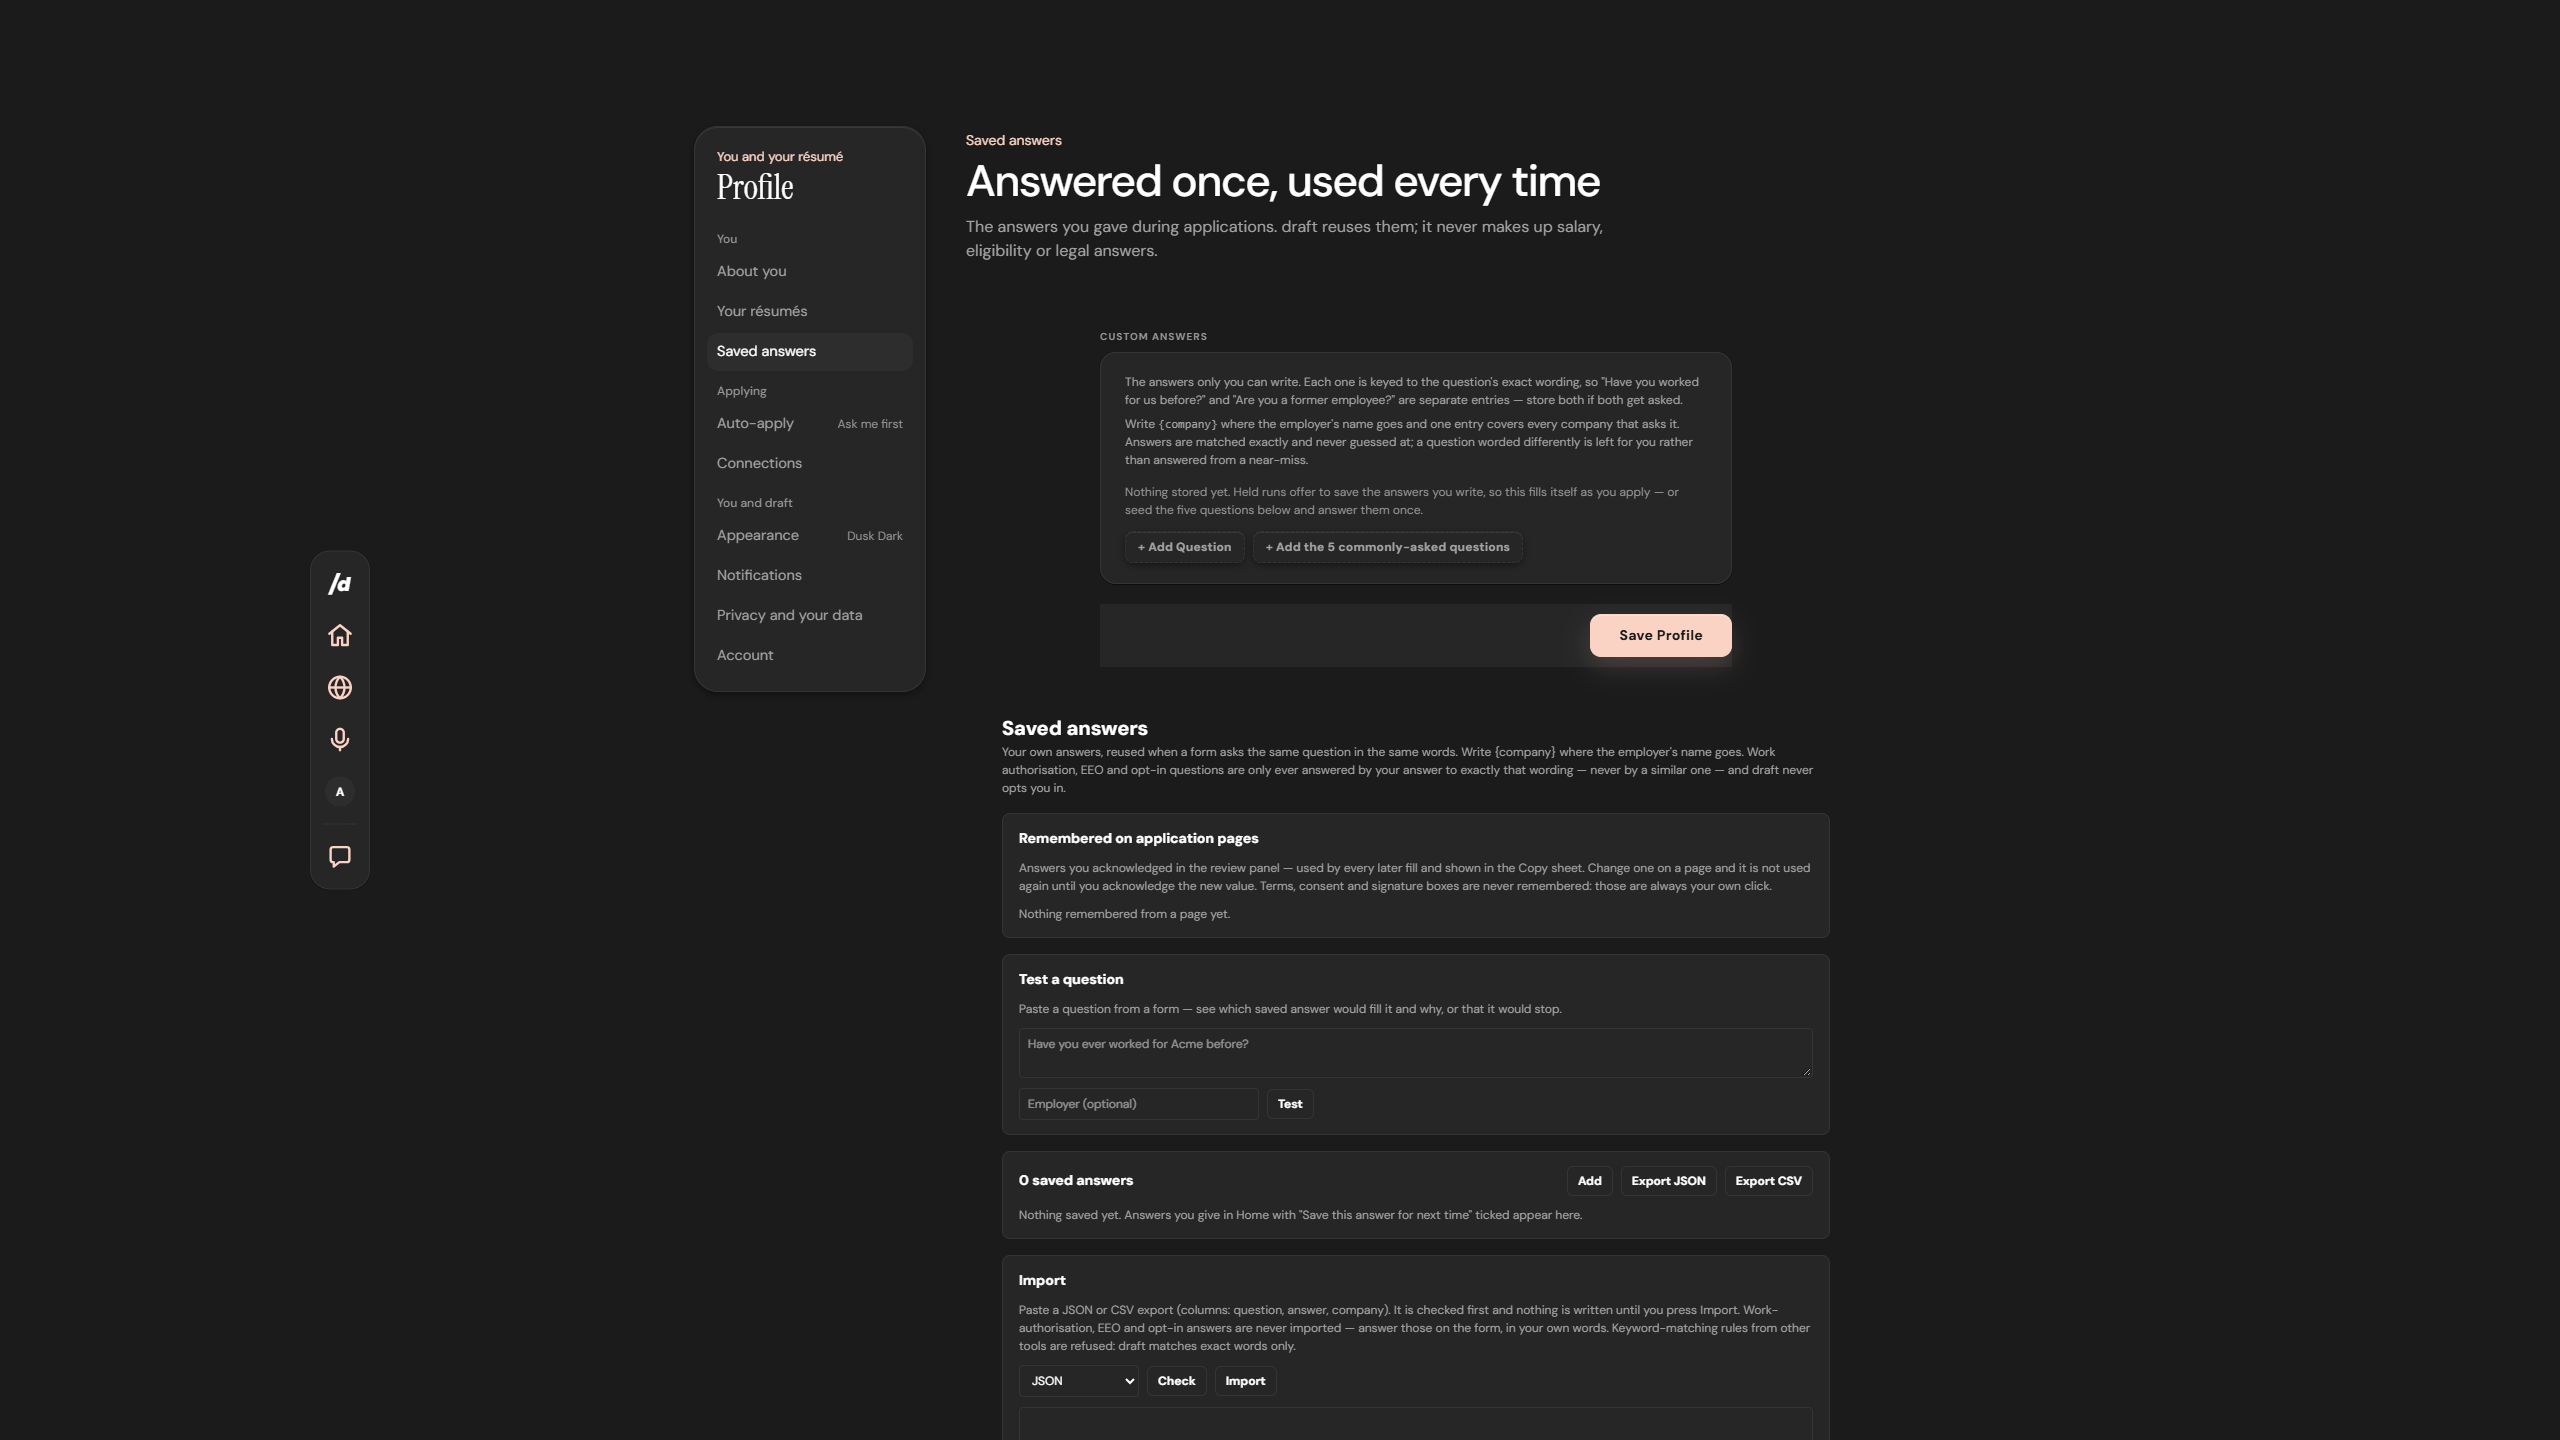 You and your résumé
Profile
You
About you
Your résumés
Saved answers
Applying
Auto-apply Ask me first
Connections
You and draft
Appearance Dusk Dark
Notifications
Privacy and your data
Account
/d
A
Saved answers
Answered once, used every time
The answers you gave during applications. draft reuses them; it never makes up salary,
eligibility or legal answers.
CUSTOM ANSWERS
The answers only you can write. Each one is keyed to the question's exact wording, so "Have you worked
for us before?" and "Are you a former employee?" are separate entries — store both if both get asked.
Write {company} where the employer's name goes and one entry covers every company that asks it.
Answers are matched exactly and never guessed at; a question worded differently is left for you rather
than answered from a near-miss.
Nothing stored yet. Held runs offer to save the answers you write, so this fills itself as you apply — or
seed the five questions below and answer them once.
+ Add Question + Add the 5 commonly-asked questions
Save Profile
Saved answers
Your own answers, reused when a form asks the same question in the same words. Write {company} where the employer's name goes. Work
authorisation, EEO and opt-in questions are only ever answered by your answer to exactly that wording — never by a similar one — and draft never
opts you in.
Remembered on application pages
Answers you acknowledged in the review panel — used by every later fill and shown in the Copy sheet. Change one on a page and it is not used
again until you acknowledge the new value. Terms, consent and signature boxes are never remembered: those are always your own click.
Nothing remembered from a page yet.
Test a question
Paste a question from a form — see which saved answer would fill it and why, or that it would stop.
Have you ever worked for Acme before?
Employer (optional) Test
0 saved answers Add Export JSON Export CSV
Nothing saved yet. Answers you give in Home with "Save this answer for next time" ticked appear here.
Import
Paste a JSON or CSV export (columns: question, answer, company). It is checked first and nothing is written until you press Import. Work-
authorisation, EEO and opt-in answers are never imported — answer those on the form, in your own words. Keyword-matching rules from other
tools are refused: draft matches exact words only.
JSON Check Import